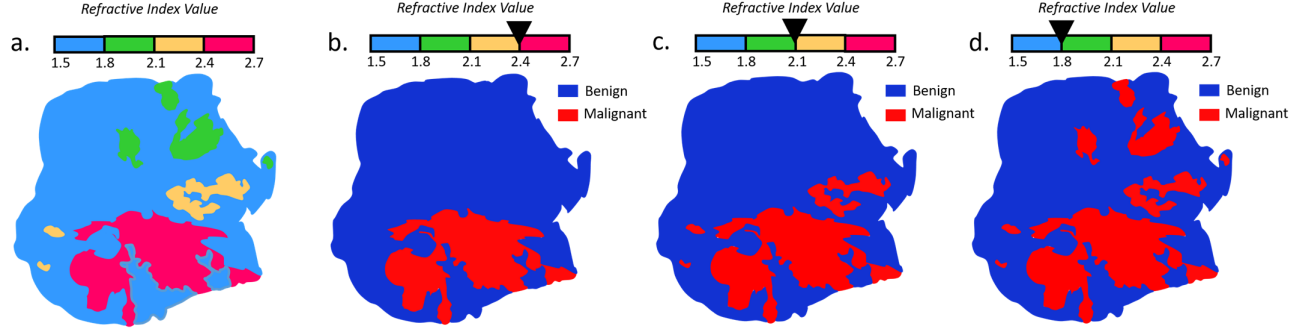 Refractive Index Value
a.
1.5 1.8 2.1 2.4 2.7
Refractive Index Value
b.
1.5 1.8 2.1 2.4 2.7
Benign
Malignant
Refractive Index Value
c.
1.5 1.8 2.1 2.4 2.7
Benign
Malignant
Refractive Index Value
d.
1.5 1.8 2.1 2.4 2.7
Benign
Malignant